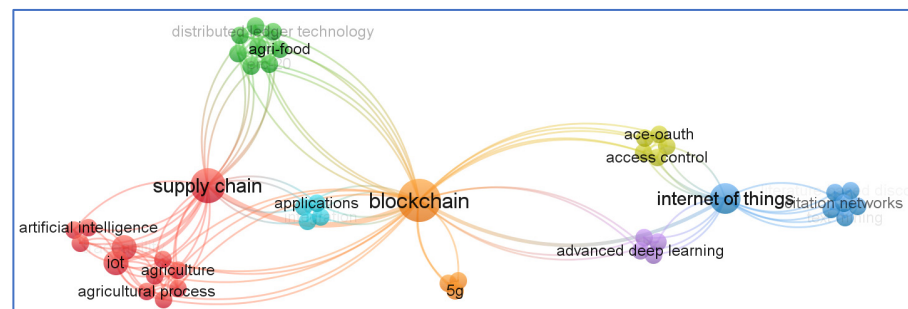 distributed ledger technology
agri-food
ace-oauth
access control
supply chain
applications
blockchain
internet of things
citation networks
artificial intelligence
iot
agriculture
agricultural process
advanced deep learning
5g